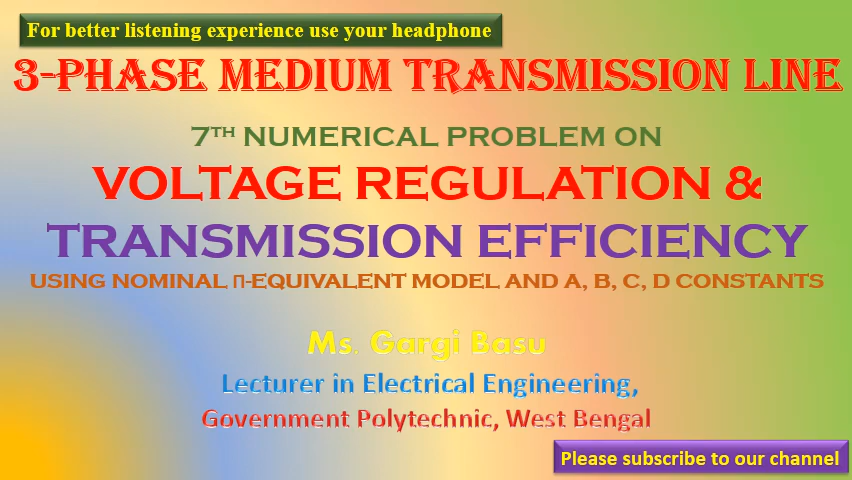 For better listening experience use your headphone
3-PHASE MEDIUM TRANSMISSION LINE
7TH NUMERICAL PROBLEM ON
VOLTAGE REGULATION &
TRANSMISSION EFFICIENCY
USING NOMINAL Π-EQUIVALENT MODEL AND A, B, C, D CONSTANTS
Ms. Gargi Basu
Lecturer in Electrical Engineering,
Government Polytechnic, West Bengal
Please subscribe to our channel